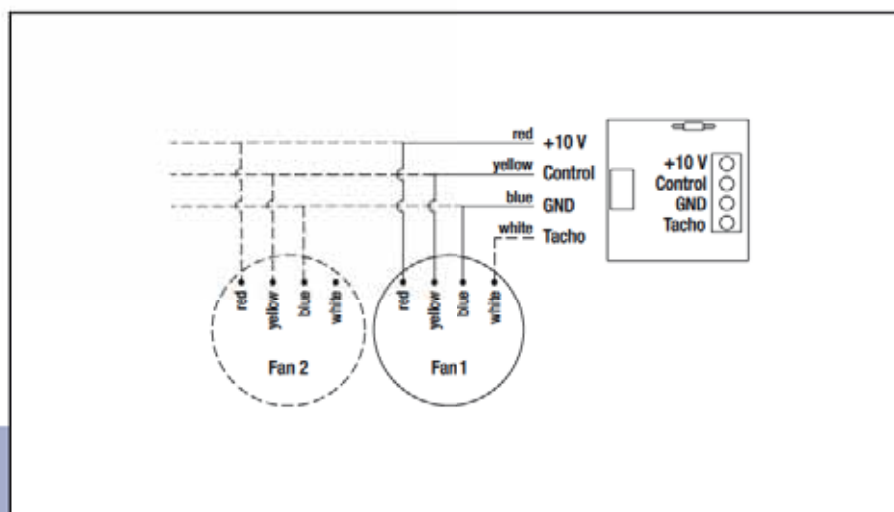 red +10 V
yellow Control
blue GND
white Tacho
+10 V
Control
GND
Tacho
red yellow blue white
Fan 2
red yellow blue white
Fan 1